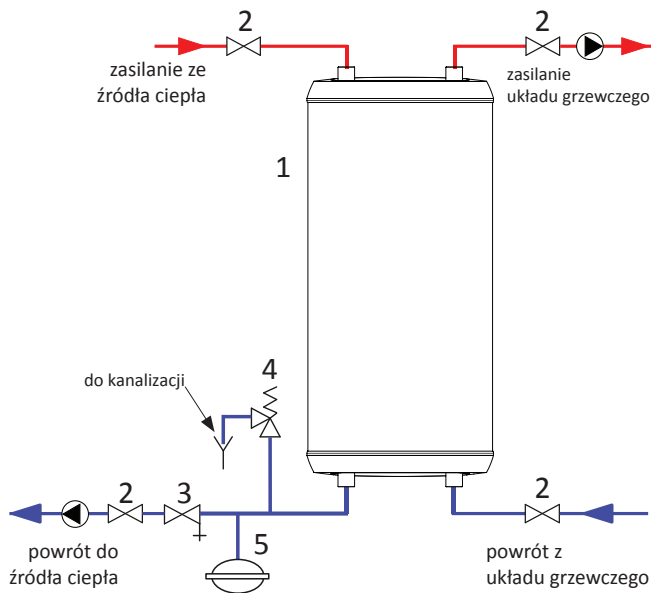 2
2
zasilanie ze
źródła ciepła
zasilanie
układu grzewczego
1
4
do kanalizacji
2
3
2
5
powrót do
źródła ciepła
powrót z
układu grzewczego